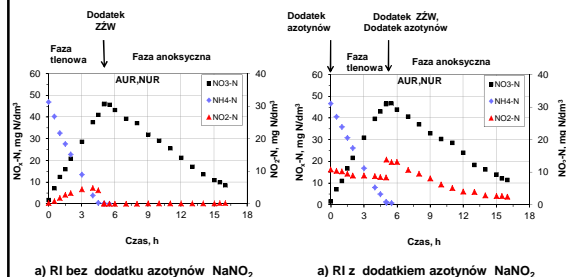 Dodatek
ZŹW
Faza
tlenowa
Faza anoksyczna
AUR,NUR
NO3-N
NH4-N
NO2-N
NOₓ-N, mg N/dm³
60
50
40
30
20
10
0
NO₂-N, mg N/dm³
40
30
20
10
0
0 3 6 9 12 15 18
Czas, h
a) RI bez dodatku azotynów NaNO₂
Dodatek
azotynów
Dodatek ZŹW,
Dodatek azotynów
Faza
tlenowa
Faza anoksyczna
AUR,NUR
NO3-N
NH4-N
NO2-N
NOₓ-N, mg N/dm³
60
50
40
30
20
10
0
NO₂-N, mg N/dm³
40
30
20
10
0
0 3 6 9 12 15 18
Czas, h
a) RI z dodatkiem azotynów NaNO₂